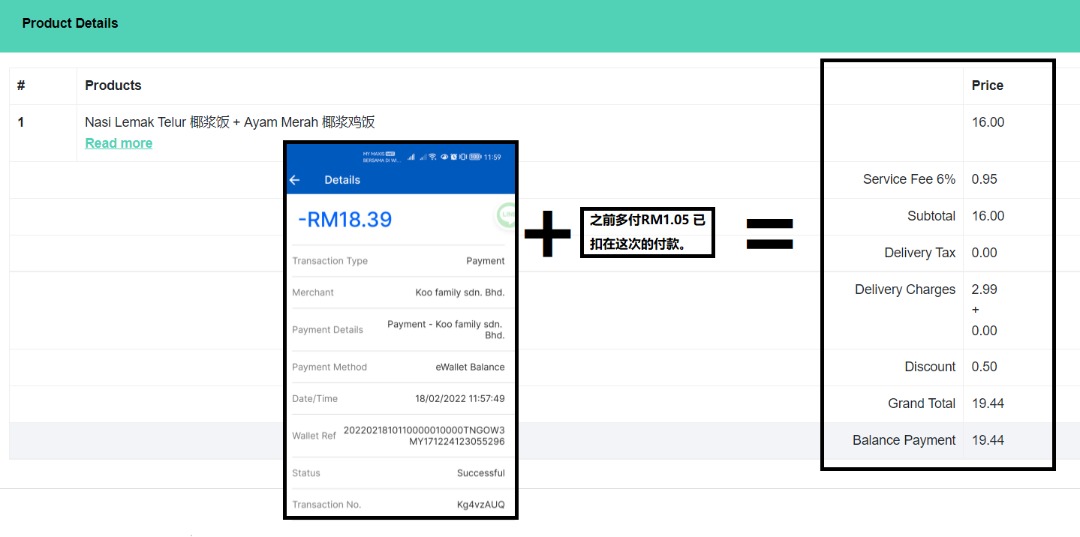 Product Details
# Products Price
1 Nasi Lemak Telur 椰浆饭 + Ayam Merah 椰浆鸡饭 16.00
Read more
Service Fee 6% 0.95
Subtotal 16.00
Delivery Tax 0.00
Delivery Charges 2.99
+
0.00
Discount 0.50
Grand Total 19.44
Balance Payment 19.44
MY MAXIS
BERSAMA DI W... 11:59
Details
-RM18.39
Transaction Type Payment
Merchant Koo family sdn. Bhd.
Payment Details Payment - Koo family sdn.
Bhd.
Payment Method eWallet Balance
Date/Time 18/02/2022 11:57:49
Wallet Ref 2022021810110000010000TNGOW3
MY171224123055296
Status Successful
Transaction No. Kg4vzAUQ
+
之前多付RM1.05 已
扣在这次的付款。
=